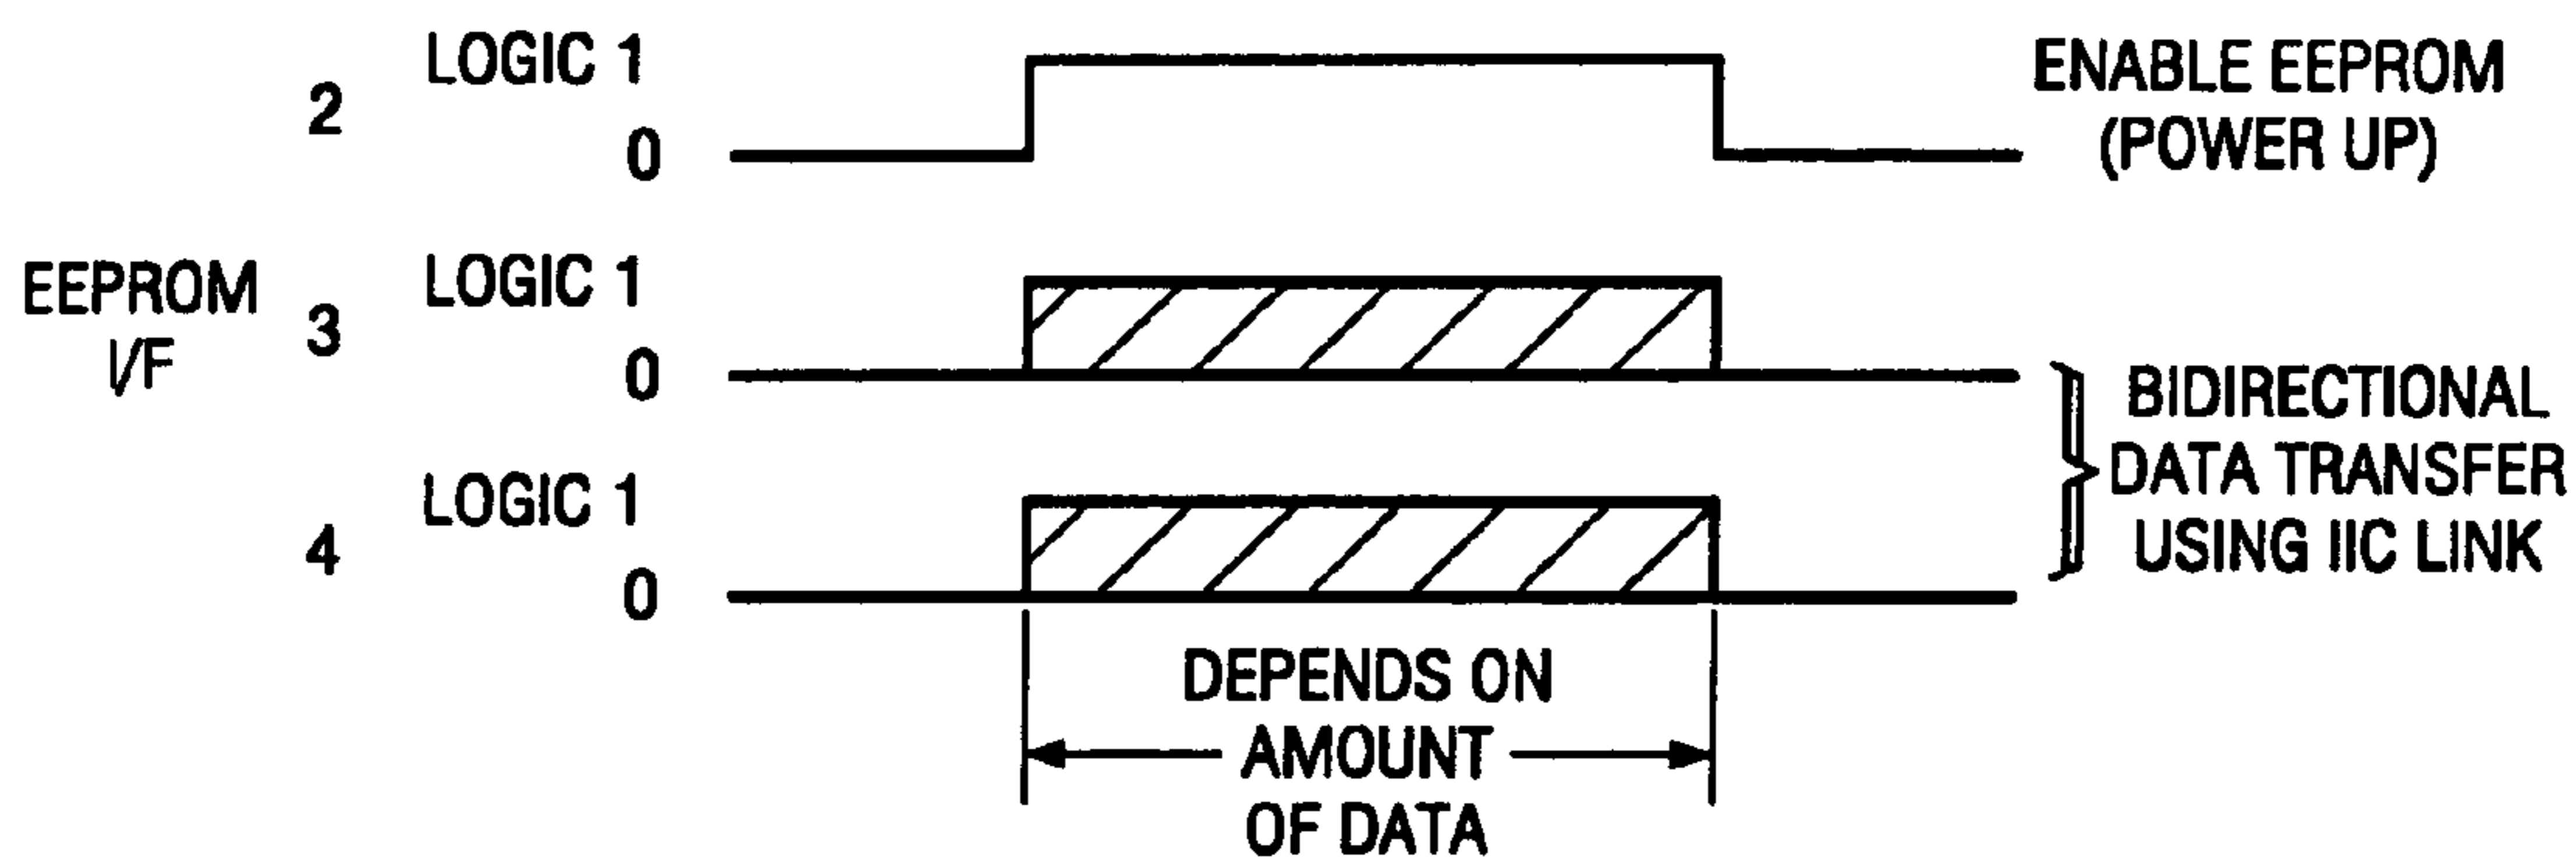 2
LOGIC 1
0
ENABLE EEPROM
(POWER UP)
EEPROM
I/F
3
LOGIC 1
0
4
LOGIC 1
0
BIDIRECTIONAL
DATA TRANSFER
USING IIC LINK
DEPENDS ON
AMOUNT
OF DATA